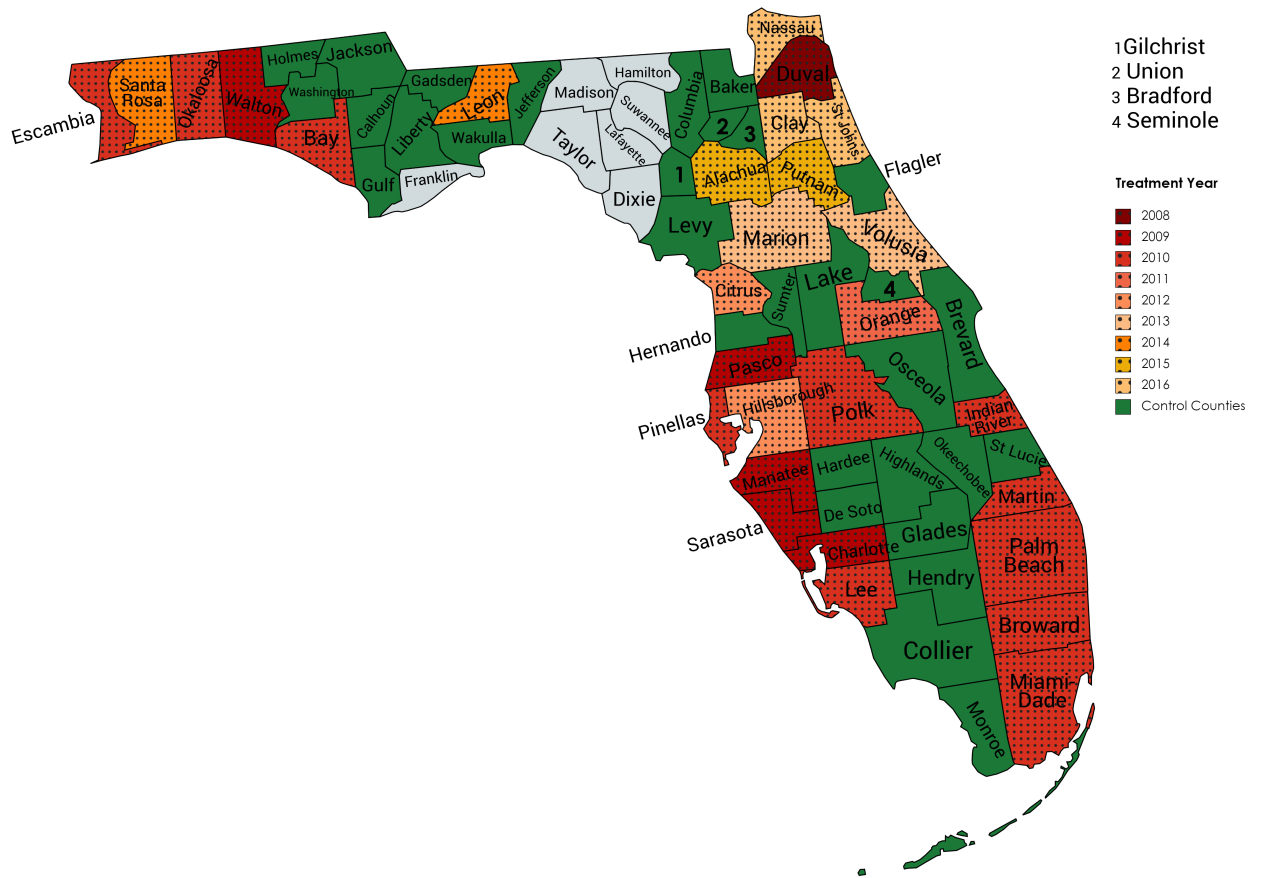 Nassau
1Gilchrist
2 Union
3 Bradford
4 Seminole
Holmes
Jackson
Okaloosa
Santa
Rosa
Walton
Washington
Gadsden
Leon
Jefferson
Madison
Hamilton
Suwannee
Columbia
Baker
Duval
Escambia
Bay
Calhoun
Liberty
Wakulla
Taylor
Lafayette
2
3
Clay
St Johns
Gulf
Franklin
Dixie
1
Alachua
Putnam
Flagler
Levy
Marion
Volusia
Citrus
Sumter
Lake
4
Orange
Brevard
Hernando
Pasco
Osceola
Pinellas
Hillsborough
Polk
Indian
River
Manatee
Hardee
Highlands
Okeechobee
St Lucie
Sarasota
De Soto
Martin
Charlotte
Glades
Palm
Beach
Lee
Hendry
Broward
Collier
Miami-
Dade
Monroe
Treatment Year
2008
2009
2010
2011
2012
2013
2014
2015
2016
Control Counties